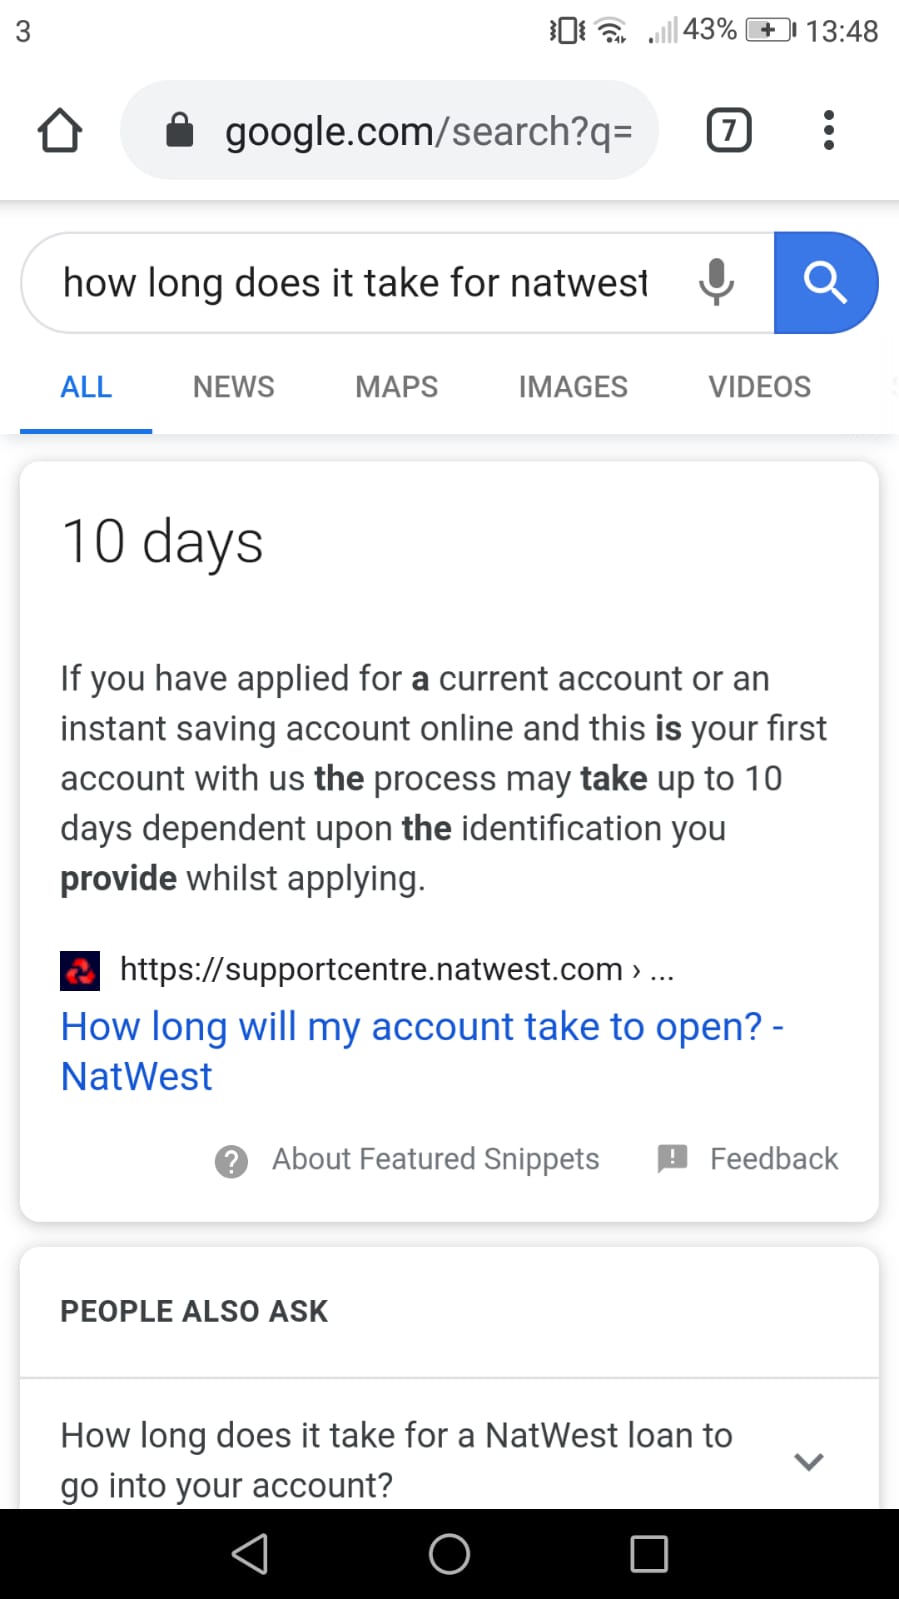 3 43% 13:48
google.com/search?q= 7
how long does it take for natwest
ALL NEWS MAPS IMAGES VIDEOS
10 days
If you have applied for a current account or an
instant saving account online and this is your first
account with us the process may take up to 10
days dependent upon the identification you
provide whilst applying.
https://supportcentre.natwest.com › ...
How long will my account take to open? -
NatWest
About Featured Snippets Feedback
PEOPLE ALSO ASK
How long does it take for a NatWest loan to
go into your account?